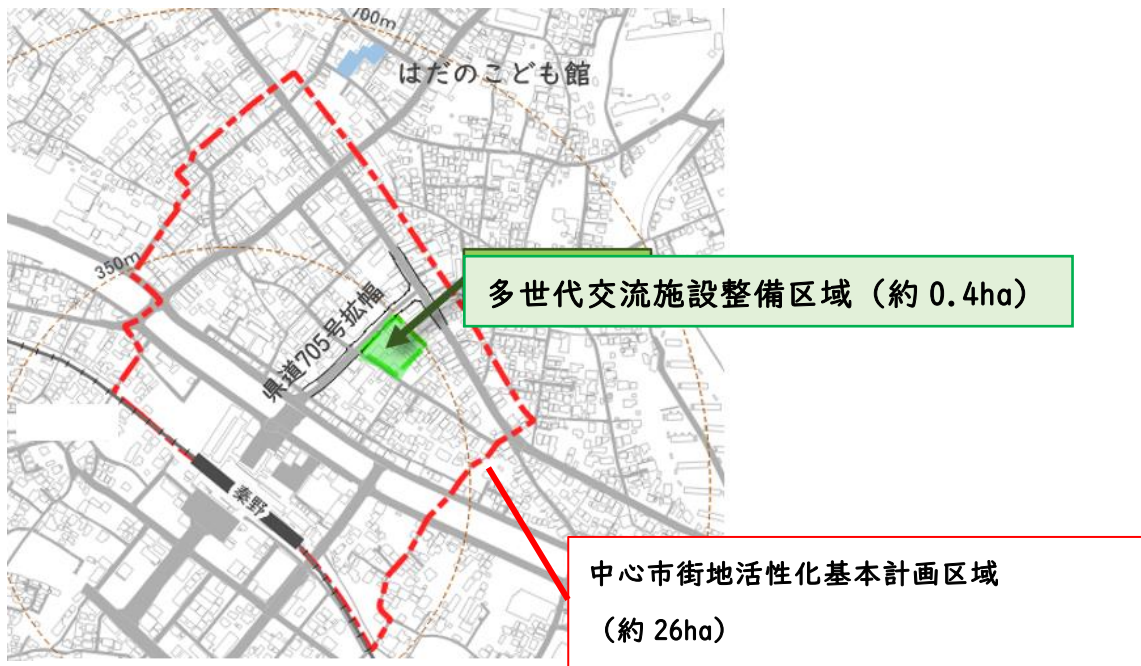 700m
はだのこども館
350m
県道705号拡幅
多世代交流施設整備区域（約 0.4ha）
秦野
中心市街地活性化基本計画区域
（約 26ha）